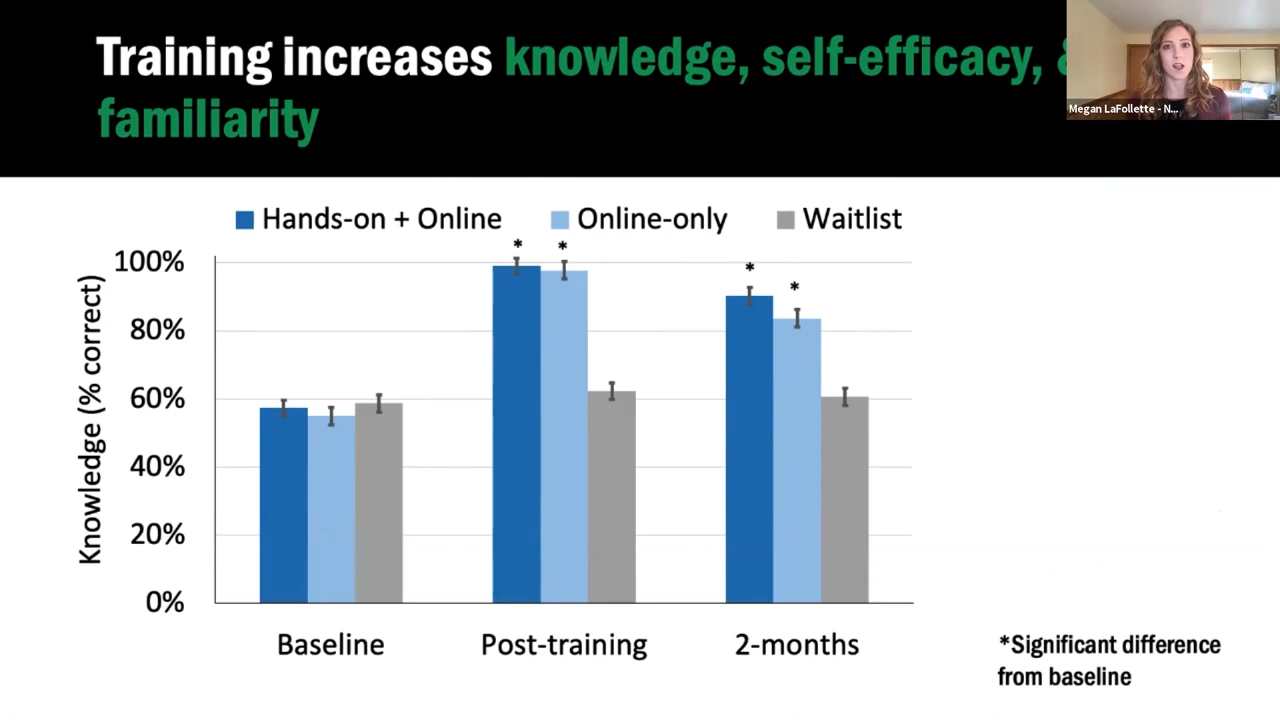 Training increases knowledge, self-efficacy,
familiarity
Megan LaFollette - N...
Hands-on + Online
Online-only
Waitlist
Knowledge (% correct)
100%
80%
60%
40%
20%
0%
* * * *
Baseline
Post-training
2-months
*Significant difference
from baseline